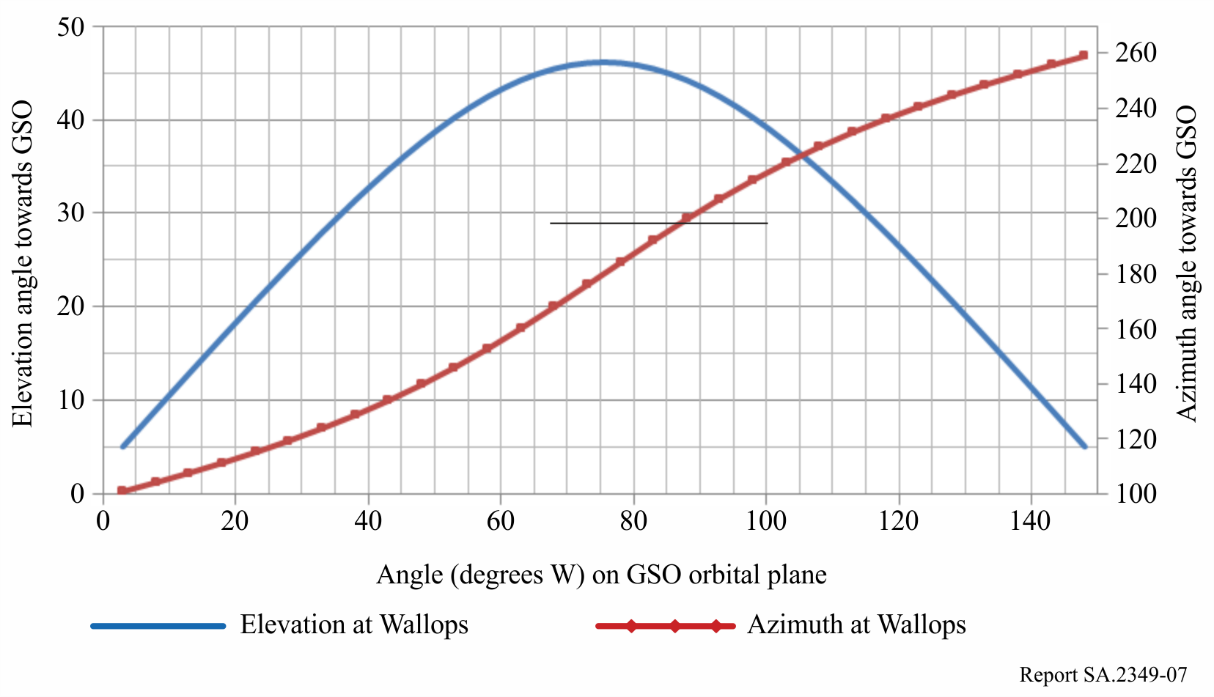 50
40
30
20
10
0
Elevation angle towards GSO
260
240
220
200
180
160
140
120
100
Azimuth angle towards GSO
0 20 40 60 80 100 120 140
Angle (degrees W) on GSO orbital plane
Elevation at Wallops Azimuth at Wallops
Report SA.2349-07